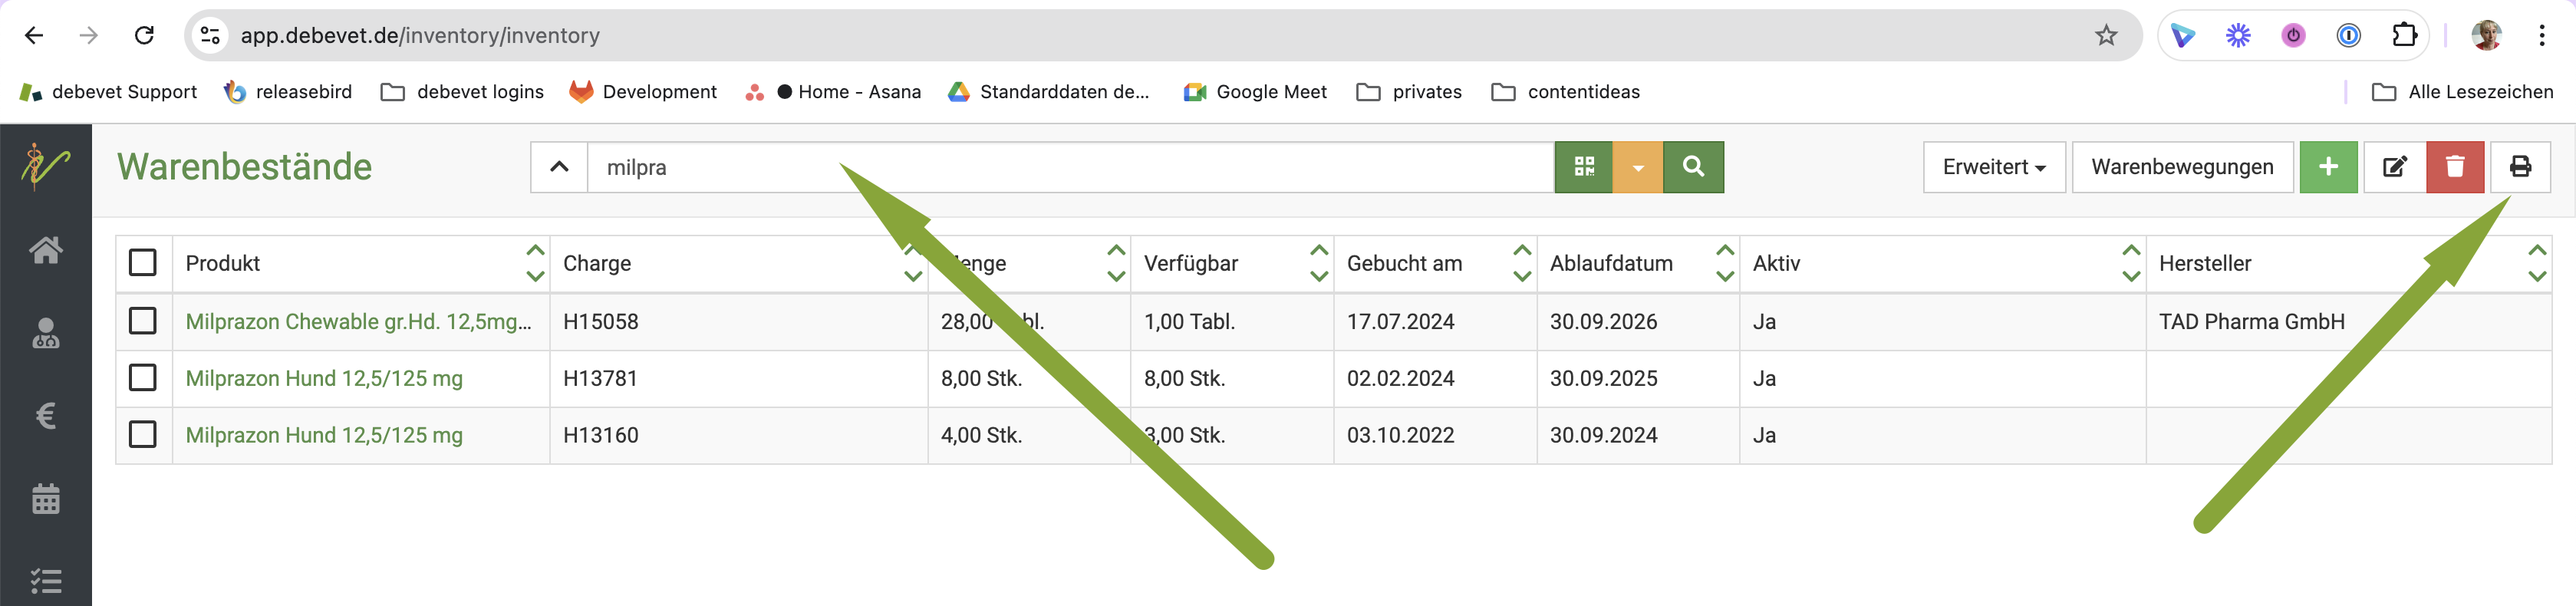 app.debevet.de/inventory/inventory
debevet Support releasebird debevet logins Development Home - Asana Standarddaten de... Google Meet privates contentideas Alle Lesezeichen
Warenbestände milpra Erweitert Warenbewegungen
Produkt Charge Verfügbar Gebucht am Ablaufdatum Aktiv Hersteller
Milprazon Chewable gr.Hd. 12,5mg... H15058 28,00 1,00 Tabl. 17.07.2024 30.09.2026 Ja TAD Pharma GmbH
Milprazon Hund 12,5/125 mg H13781 8,00 Stk. 8,00 Stk. 02.02.2024 30.09.2025 Ja
Milprazon Hund 12,5/125 mg H13160 4,00 Stk. 3,00 Stk. 03.10.2022 30.09.2024 Ja